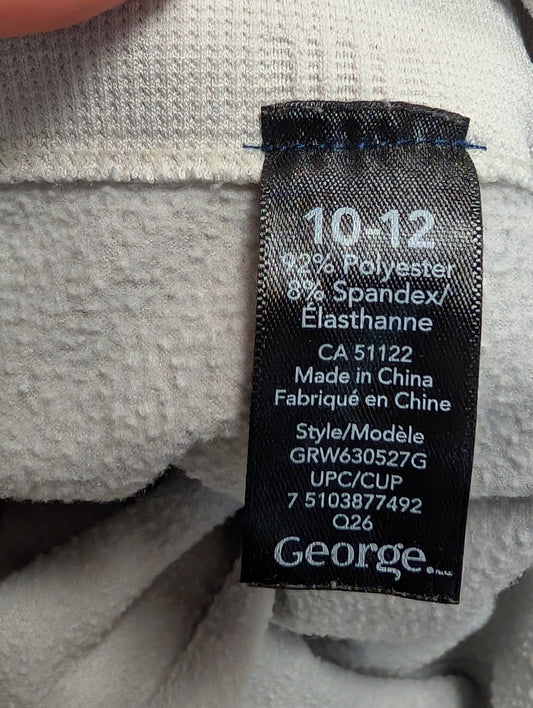 10-12
92% Polyester
8% Spandex/
Élasthanne
CA 51122
Made in China
Fabriqué en Chine
Style/Modèle
GRW630527G
UPC/CUP
7 5103877492
Q26
George.